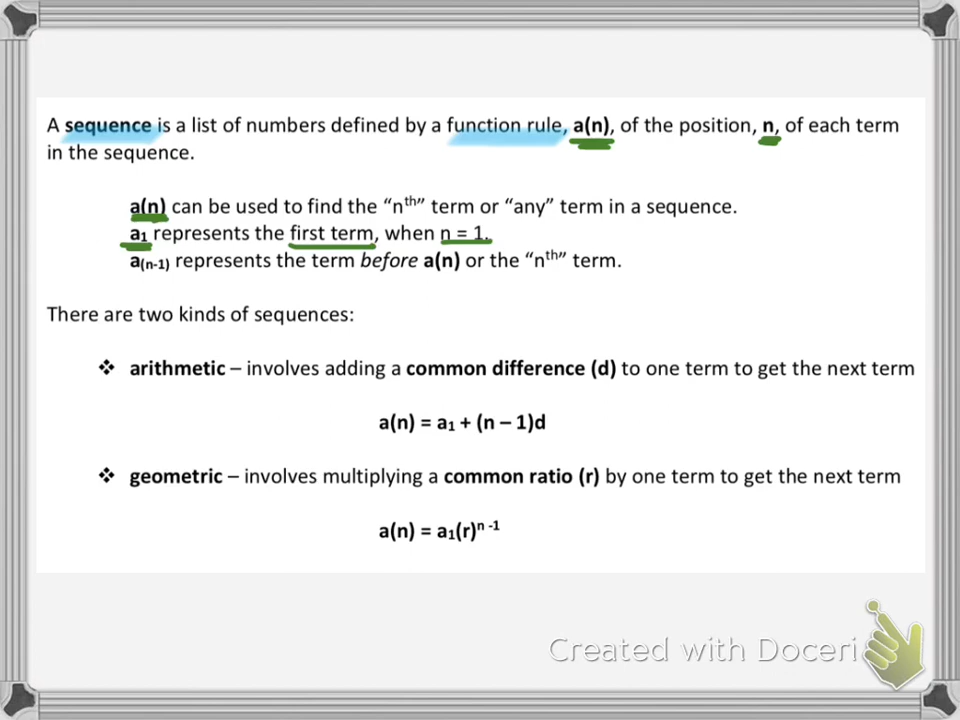 A sequence is a list of numbers defined by a function rule, a(n), of the position, n, of each term
in the sequence.
a(n) can be used to find the “nᵗʰ” term or “any” term in a sequence.
a₁ represents the first term, when n = 1.
a₍ₙ₋₁₎ represents the term before a(n) or the “nᵗʰ” term.
There are two kinds of sequences:
❖ arithmetic – involves adding a common difference (d) to one term to get the next term
a(n) = a₁ + (n – 1)d
❖ geometric – involves multiplying a common ratio (r) by one term to get the next term
a(n) = a₁(r)ⁿ ⁻¹
Created with Doceri